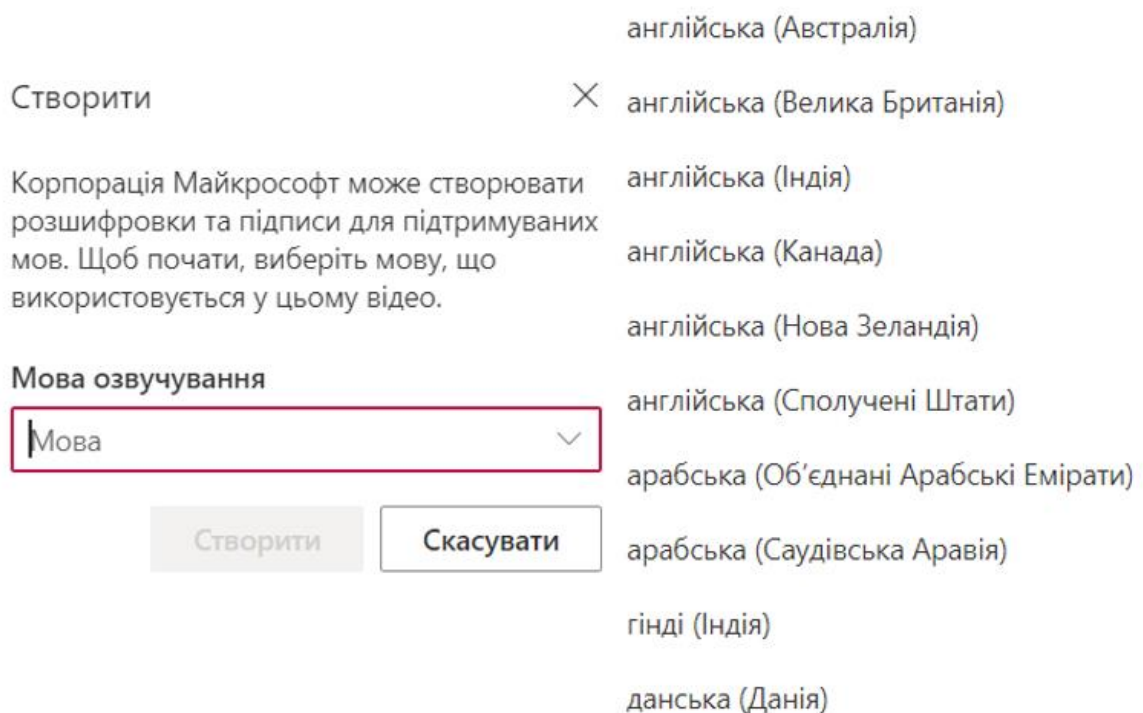 Створити
Корпорація Майкрософт може створювати
розшифровки та підписи для підтримуваних
мов. Щоб почати, виберіть мову, що
використовується у цьому відео.
Мова озвучування
Мова
Створити Скасувати
англійська (Австралія)
англійська (Велика Британія)
англійська (Індія)
англійська (Канада)
англійська (Нова Зеландія)
англійська (Сполучені Штати)
арабська (Об’єднані Арабські Емірати)
арабська (Саудівська Аравія)
гінді (Індія)
данська (Данія)